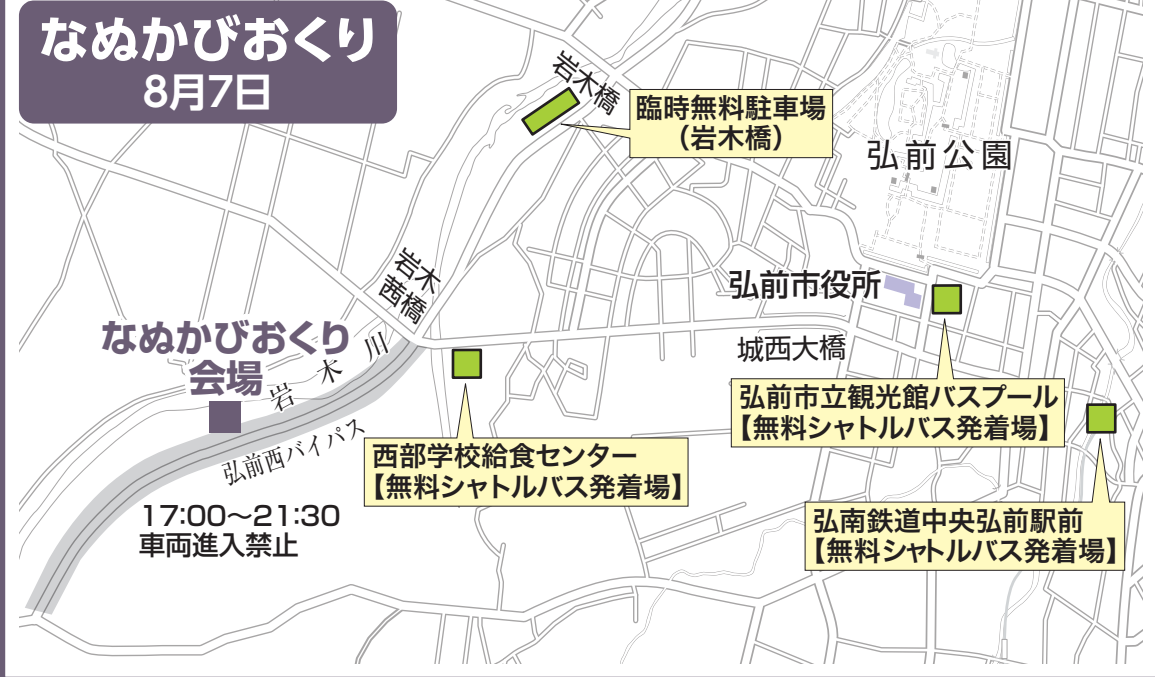 なぬかびおくり
8月7日
岩木橋
臨時無料駐車場
(岩木橋)
弘前公園
岩木
茜橋
弘前市役所
なぬかびおくり
会場
岩木川
城西大橋
弘前西バイパス
弘前市立観光館バスプール
【無料シャトルバス発着場】
西部学校給食センター
【無料シャトルバス発着場】
17:00〜21:30
車両進入禁止
弘南鉄道中央弘前駅前
【無料シャトルバス発着場】